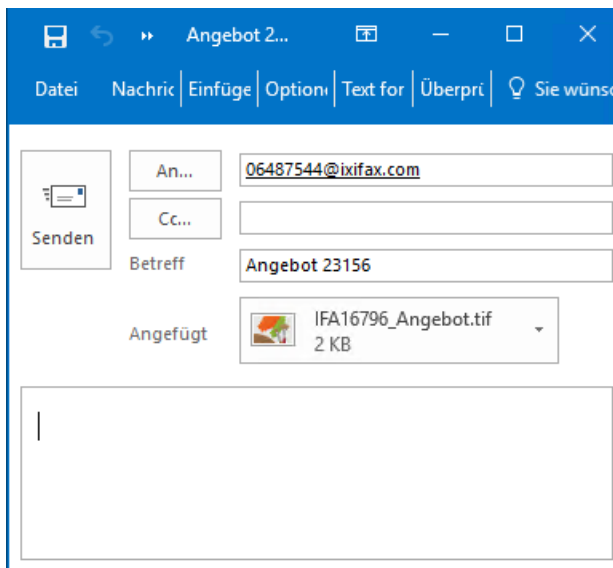 Angebot 2...
Datei Nachric Einfüge Option Text for Überprü Sie wünsc
An... 06487544@ixifax.com
Cc...
Senden
Betreff Angebot 23156
Angefügt IFA16796_Angebot.tif
2 KB